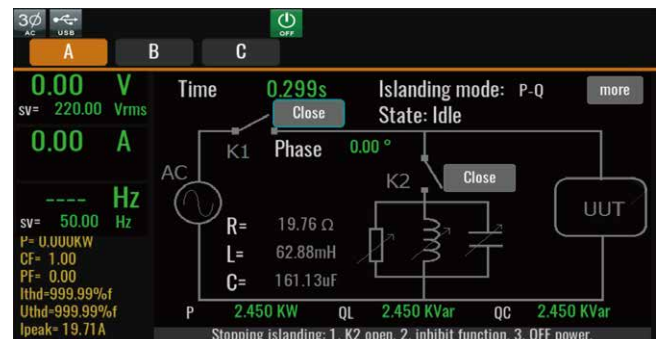 3Ø
AC USB OFF
A B C
0.00 V
sv= 220.00 Vrms
0.00 A
---- Hz
sv= 50.00 Hz
P= 0.000KW
CF= 1.00
PF= 0.00
Ithd=999.99%f
Uthd=999.99%f
Ipeak= 19.71A
Time 0.299s Islanding mode: P-Q more
Close State: Idle
K1 Phase 0.00 °
AC
K2 Close
UUT
R= 19.76 Ω
L= 62.88mH
C= 161.13uF
P 2.450 KW QL 2.450 KVar QC 2.450 KVar
Stopping islanding: 1. K2 open, 2. inhibit function, 3. OFF power.